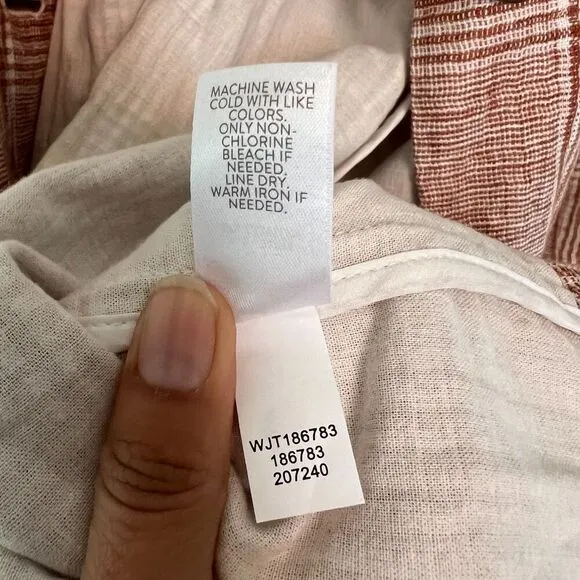 MACHINE WASH
COLD WITH LIKE
COLORS.
ONLY NON-
CHLORINE
BLEACH IF
NEEDED.
LINE DRY.
WARM IRON IF
NEEDED.
WJT186783
186783
207240